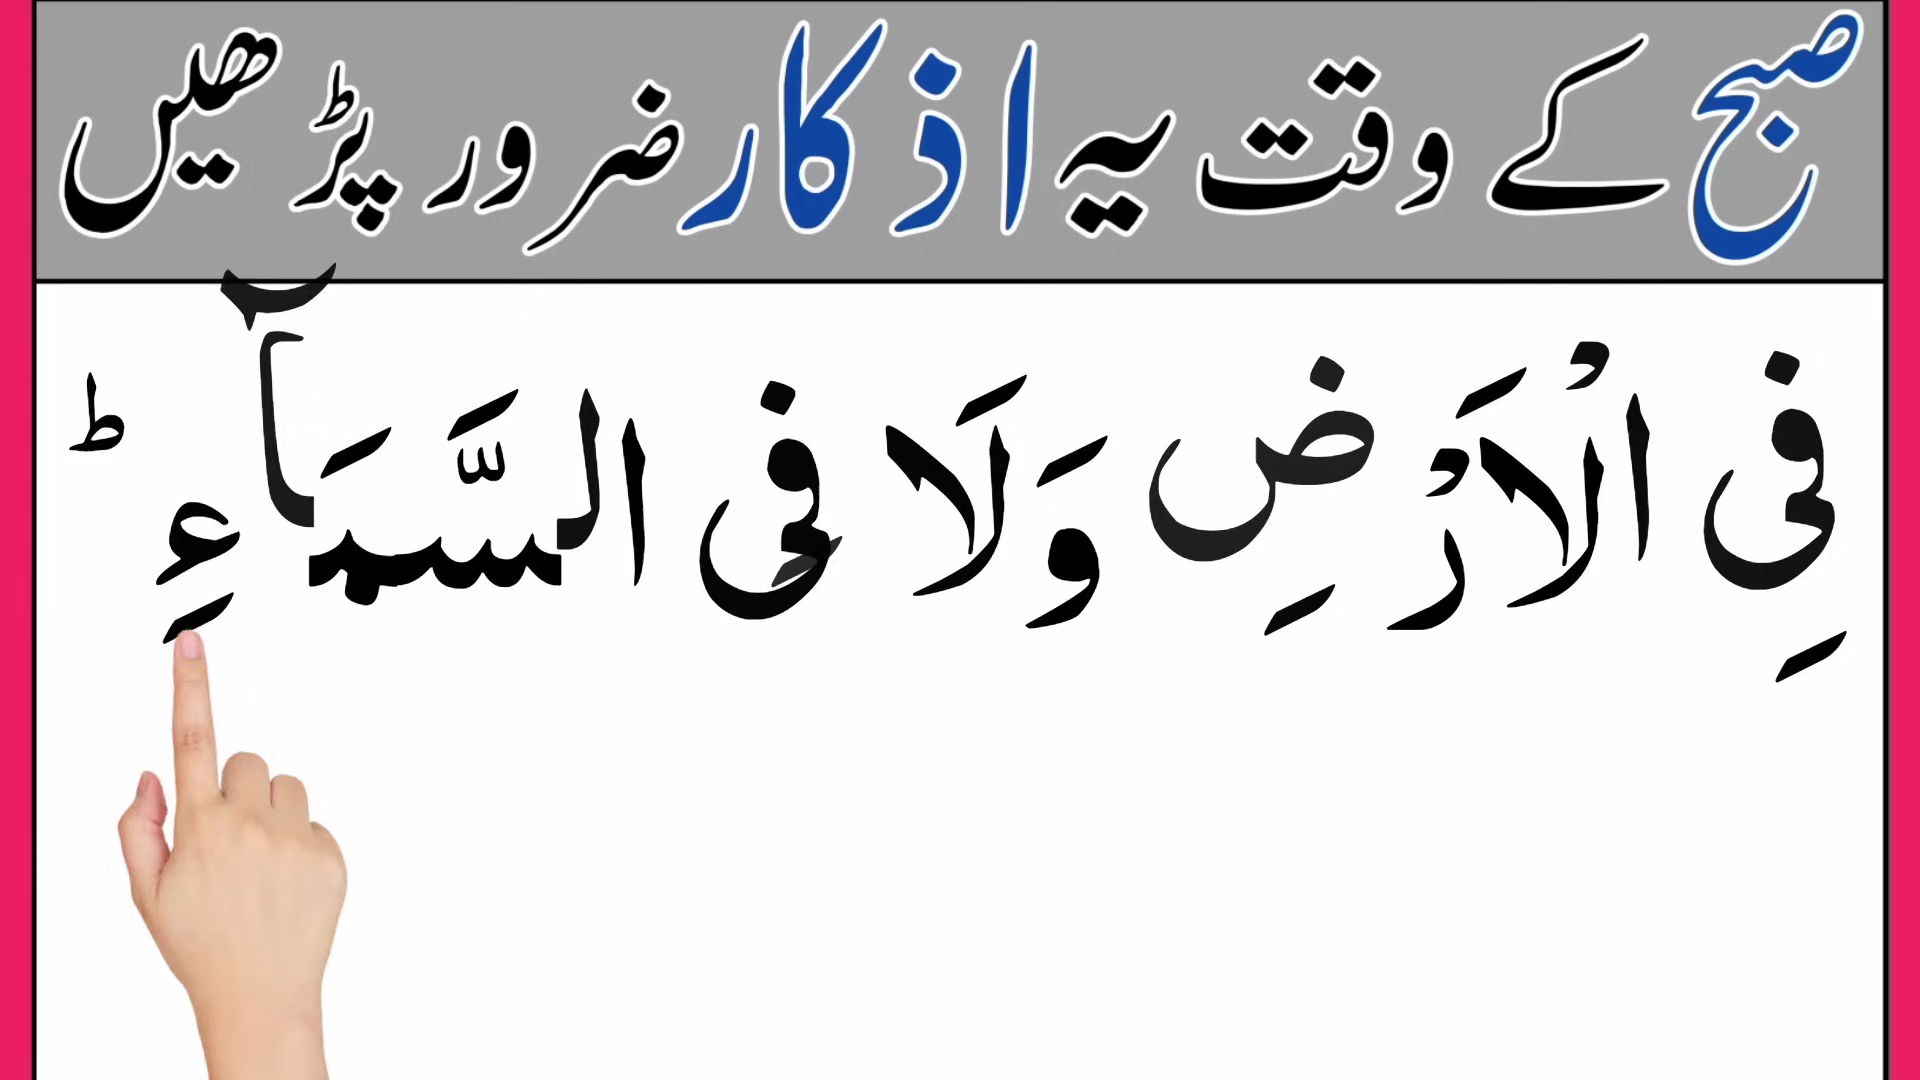 صبح کے وقت یہ اذکار ضرور پڑھیں
فِی الْاَرْضِ وَلَا فِی السَّمَآءِ ؕ